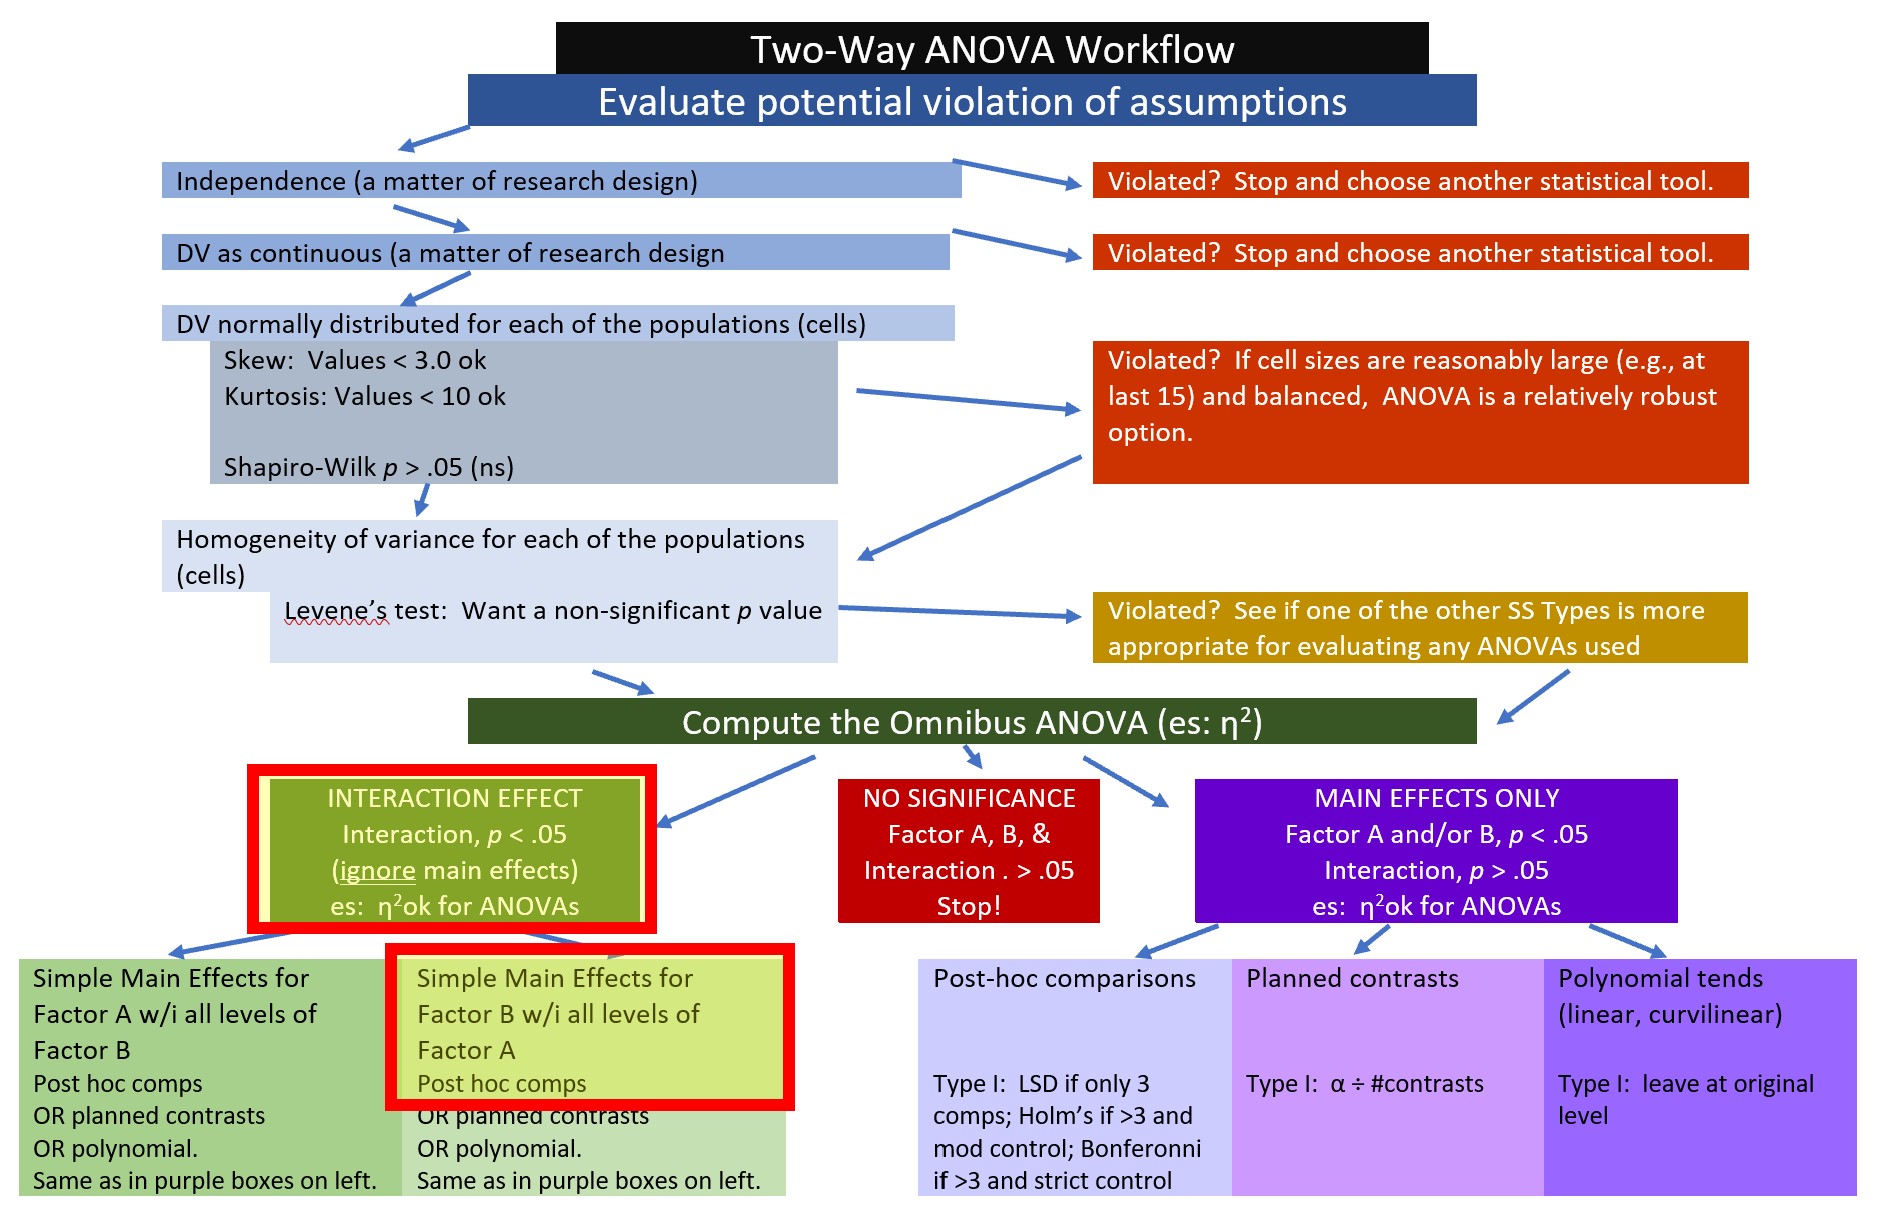 Two-Way ANOVA Workflow
Evaluate potential violation of assumptions
Independence (a matter of research design)
Violated?  Stop and choose another statistical tool.
DV as continuous (a matter of research design
Violated?  Stop and choose another statistical tool.
DV normally distributed for each of the populations (cells)
Skew:  Values < 3.0 ok
Kurtosis: Values < 10 ok
Shapiro-Wilk p > .05 (ns)
Violated?  If cell sizes are reasonably large (e.g., at
last 15) and balanced,  ANOVA is a relatively robust
option.
Homogeneity of variance for each of the populations
(cells)
Levene’s test:  Want a non-significant p value
Violated?  See if one of the other SS Types is more
appropriate for evaluating any ANOVAs used
Compute the Omnibus ANOVA (es: η²)
INTERACTION EFFECT
Interaction, p < .05
(ignore main effects)
es:  η²ok for ANOVAs
NO SIGNIFICANCE
Factor A, B, &
Interaction . > .05
Stop!
MAIN EFFECTS ONLY
Factor A and/or B, p < .05
Interaction, p > .05
es:  η²ok for ANOVAs
Simple Main Effects for
Factor A w/i all levels of
Factor B
Post hoc comps
OR planned contrasts
OR polynomial.
Same as in purple boxes on left.
Simple Main Effects for
Factor B w/i all levels of
Factor A
Post hoc comps
OR planned contrasts
OR polynomial.
Same as in purple boxes on left.
Post-hoc comparisons
Type I:  LSD if only 3
comps; Holm’s if >3 and
mod control; Bonferonni
if >3 and strict control
Planned contrasts
Type I:  α ÷ #contrasts
Polynomial tends
(linear, curvilinear)
Type I:  leave at original
level